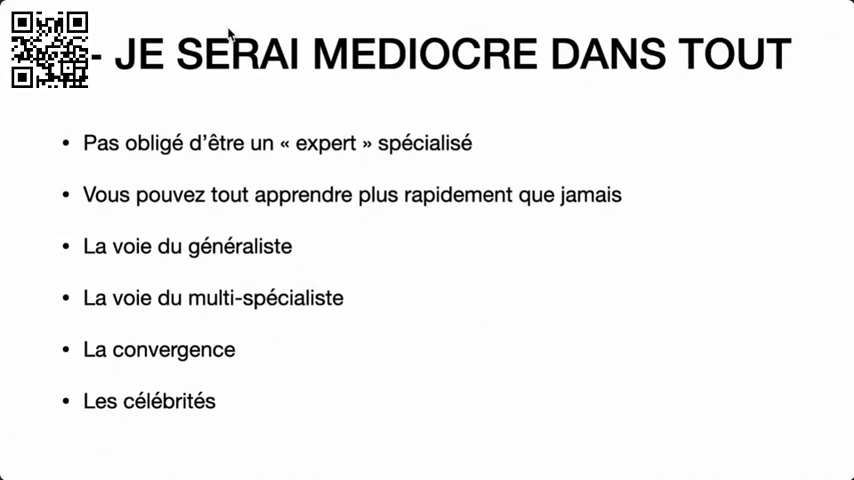 - JE SERAI MEDIOCRE DANS TOUT
• Pas obligé d’être un « expert » spécialisé
• Vous pouvez tout apprendre plus rapidement que jamais
• La voie du généraliste
• La voie du multi-spécialiste
• La convergence
• Les célébrités